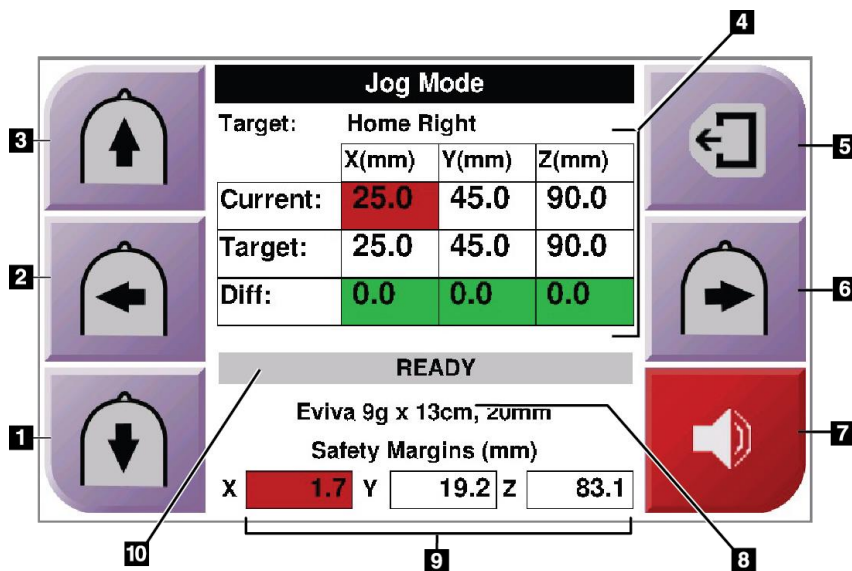 4
Jog Mode
Target: Home Right
3
5
X(mm) Y(mm) Z(mm)
Current: 25.0 45.0 90.0
Target: 25.0 45.0 90.0
2
6
Diff: 0.0 0.0 0.0
READY
Eviva 9g x 13cm, 20mm
1
7
Safety Margins (mm)
X 1.7 Y 19.2 Z 83.1
10
9
8